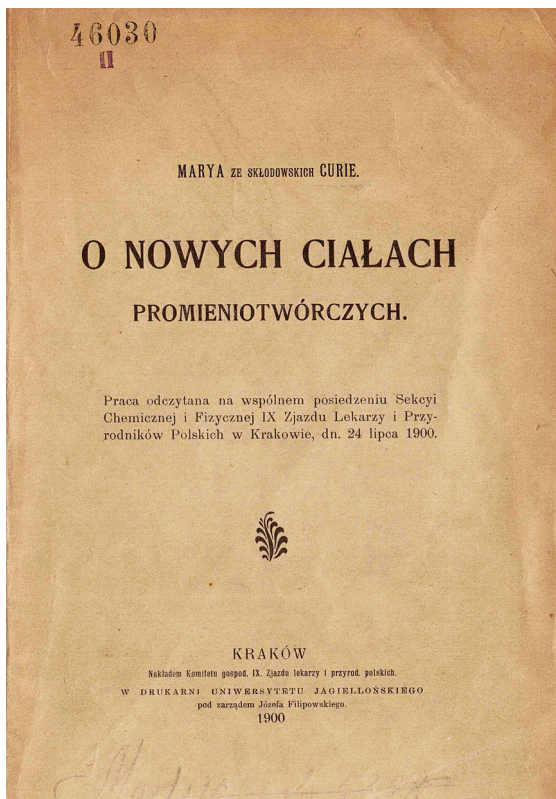 46030
II
MARYA ZE SKŁODOWSKICH CURIE.
O NOWYCH CIAŁACH
PROMIENIOTWÓRCZYCH.
Praca odczytana na wspólnem posiedzeniu Sekcyi
Chemicznej i Fizycznej IX Zjazdu Lekarzy i Przy-
rodników Polskich w Krakowie, dn. 24 lipca 1900.
KRAKÓW
Nakładem Komitetu gospod. IX. Zjazdu lekarzy i przyrod. polskich.
W DRUKARNI UNIWERSYTETU JAGIELLOŃSKIEGO
pod zarządem Józefa Filipowskiego.
1900